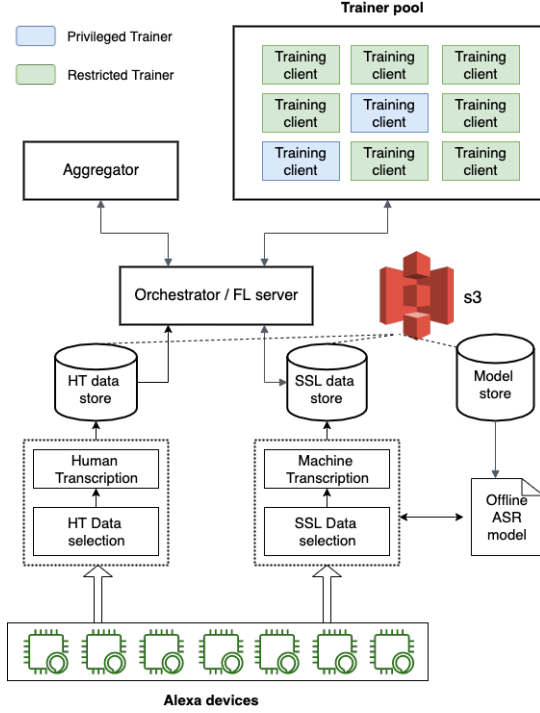 Trainer pool
Privileged Trainer
Restricted Trainer
Training
client
Training
client
Training
client
Training
client
Training
client
Training
client
Training
client
Training
client
Training
client
Aggregator
Orchestrator / FL server
s3
HT data
store
SSL data
store
Model
store
Human
Transcription
HT Data
selection
Machine
Transcription
SSL Data
selection
Offline
ASR
model
Alexa devices